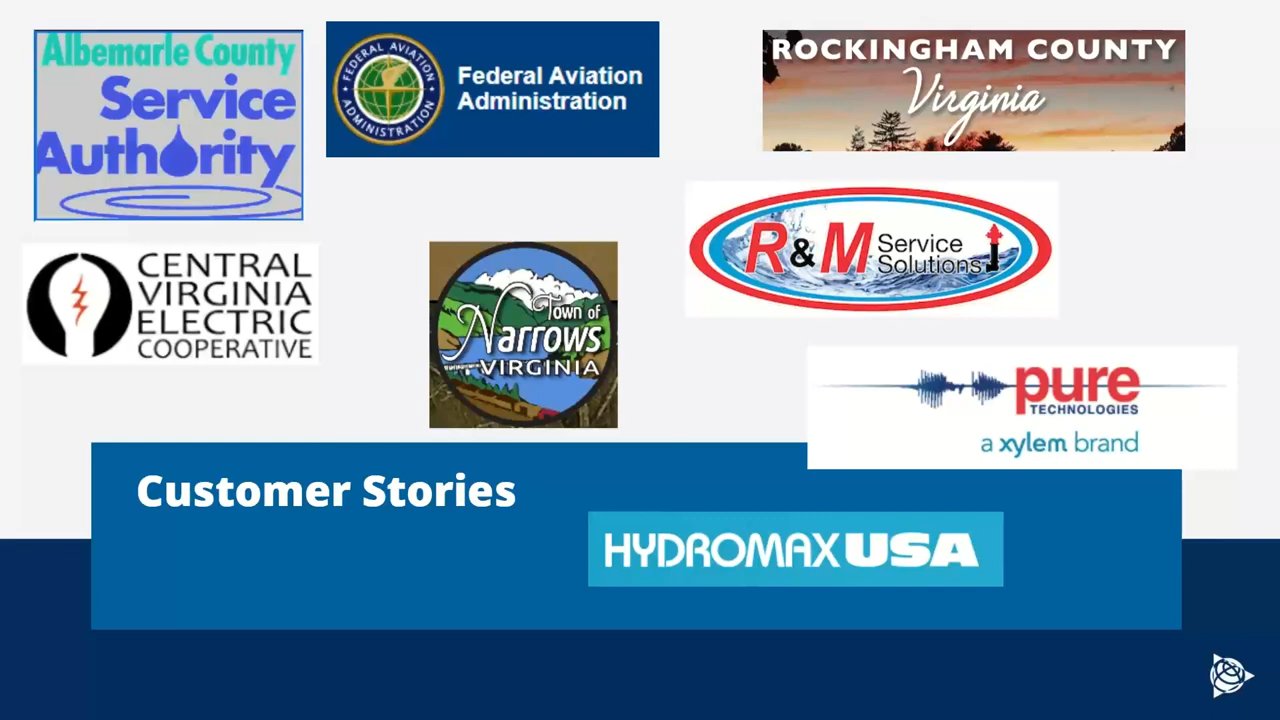 Albemarle County
Service
Authority
FEDERAL AVIATION
ADMINISTRATION
Federal Aviation
Administration
ROCKINGHAM COUNTY
Virginia
R&M Service
Solutions
CENTRAL
VIRGINIA
ELECTRIC
COOPERATIVE
Town of
Narrows
VIRGINIA
pure
TECHNOLOGIES
a xylem brand
Customer Stories
HYDROMAX USA